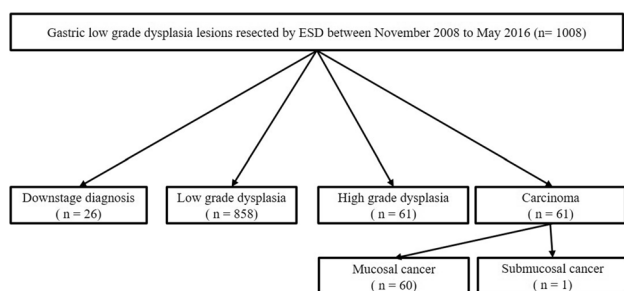 Gastric low grade dysplasia lesions resected by ESD between November 2008 to May 2016 (n= 1008)
Downstage diagnosis
( n = 26)
Low grade dysplasia
( n = 858)
High grade dysplasia
( n = 61)
Carcinoma
( n = 61)
Mucosal cancer
( n = 60)
Submucosal cancer
( n = 1)